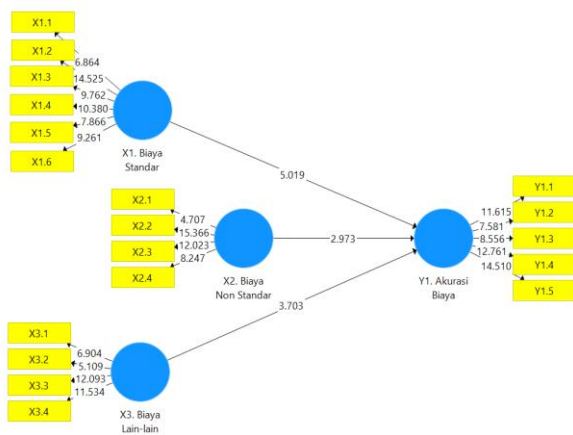 X1.1
X1.2
X1.3
X1.4
X1.5
X1.6
6.864
14.525
9.762
10.380
7.866
9.261
X1. Biaya
Standar
5.019
X2.1
X2.2
X2.3
X2.4
4.707
15.366
12.023
8.247
X2. Biaya
Non Standar
2.973
Y1.1
Y1.2
Y1.3
Y1.4
Y1.5
11.615
7.581
8.556
12.761
14.510
Y1. Akurasi
Biaya
3.703
X3.1
X3.2
X3.3
X3.4
6.904
5.109
12.093
11.534
X3. Biaya
Lain-lain